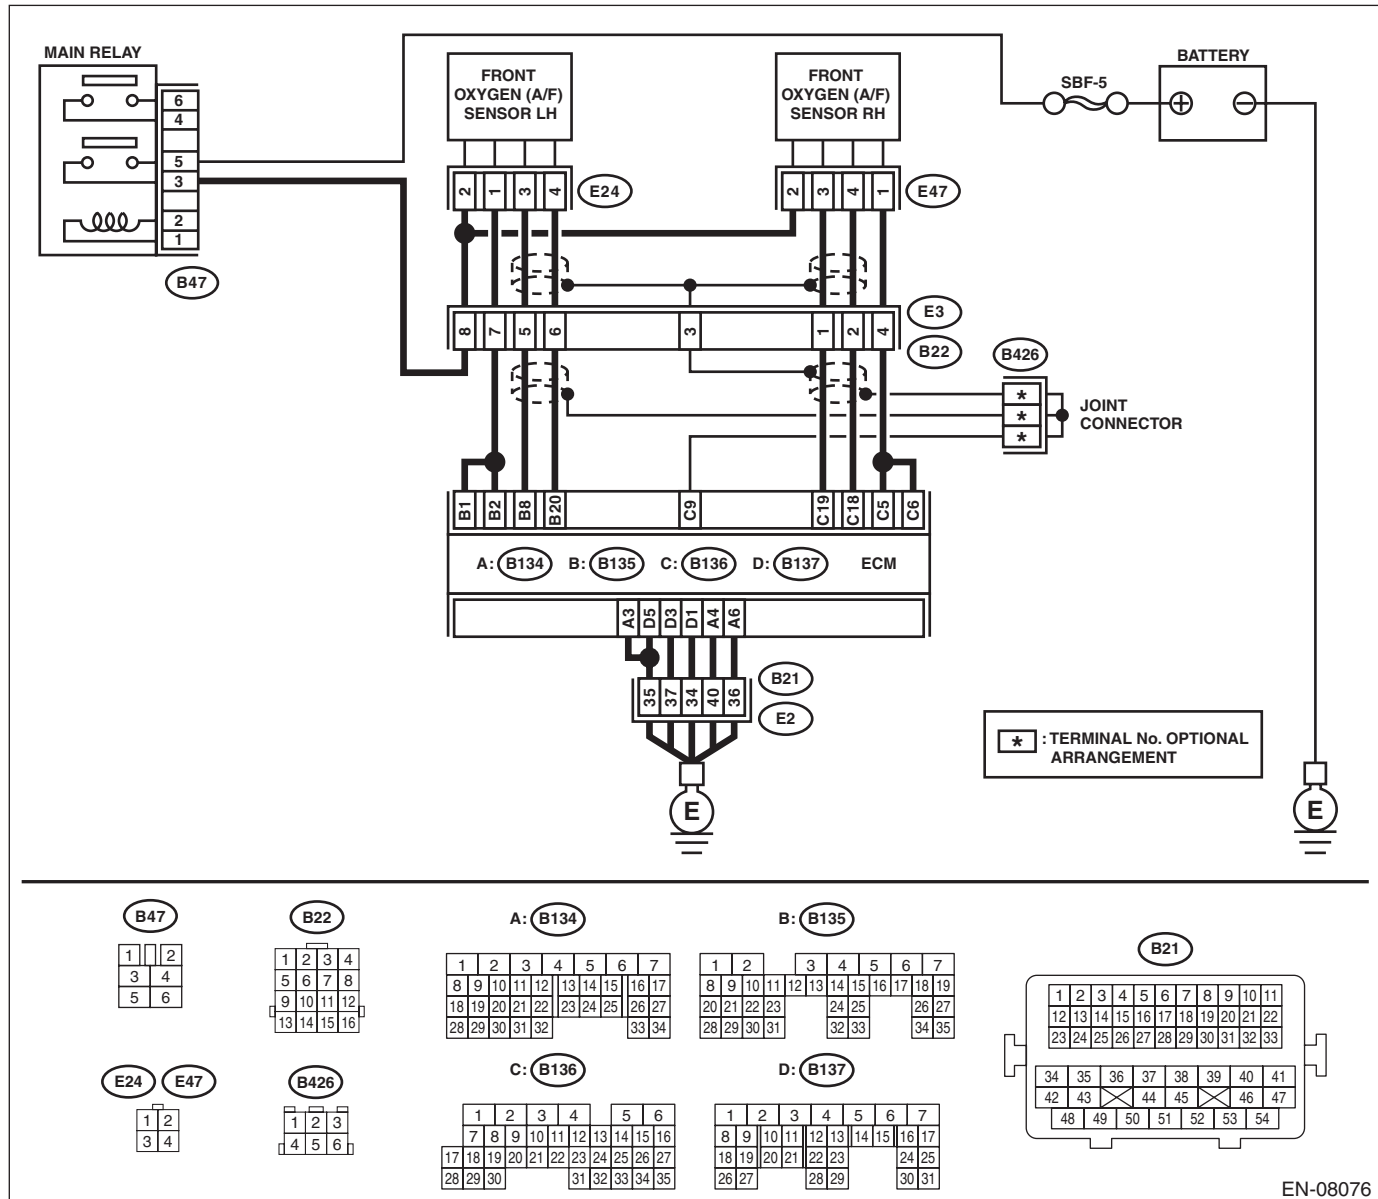 MAIN RELAY
6
4
5
3
2
1
B47
FRONT
OXYGEN (A/F)
SENSOR LH
2 1 3 4
E24
FRONT
OXYGEN (A/F)
SENSOR RH
2 3 4 1
E47
SBF-5
BATTERY
E3
8 7 5 6 3 1 2 4
B22
B426
*
*
*
JOINT
CONNECTOR
B1 B2 B8 B20 C9 C19 C18 C5 C6
A: B134 B: B135 C: B136 D: B137 ECM
A3 D5 D3 D1 A4 A6
B21
35 37 34 40 36
E2
E
* : TERMINAL No. OPTIONAL
ARRANGEMENT
E
B47
1 2
3 4
5 6
B22
1 2 3 4
5 6 7 8
9 10 11 12
13 14 15 16
A: B134
1 2 3 4 5 6 7
8 9 10 11 12 13 14 15 16 17
18 19 20 21 22 23 24 25 26 27
28 29 30 31 32 33 34
B: B135
1 2 3 4 5 6 7
8 9 10 11 12 13 14 15 16 17 18 19
20 21 22 23 24 25 26 27
28 29 30 31 32 33 34 35
B21
1 2 3 4 5 6 7 8 9 10 11
12 13 14 15 16 17 18 19 20 21 22
23 24 25 26 27 28 29 30 31 32 33
34 35 36 37 38 39 40 41
42 43 44 45 46 47
48 49 50 51 52 53 54
E24 E47
1 2
3 4
B426
1 2 3
4 5 6
C: B136
1 2 3 4 5 6
7 8 9 10 11 12 13 14 15 16
17 18 19 20 21 22 23 24 25 26 27
28 29 30 31 32 33 34 35
D: B137
1 2 3 4 5 6 7
8 9 10 11 12 13 14 15 16 17
18 19 20 21 22 23 24 25
26 27 28 29 30 31
EN-08076